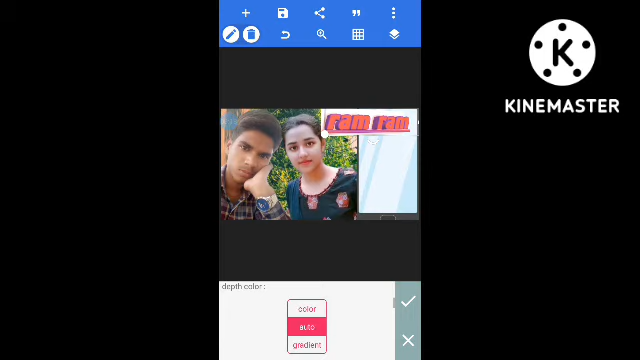 ram ram
KINEMASTER
depth color :
color
auto
gradient